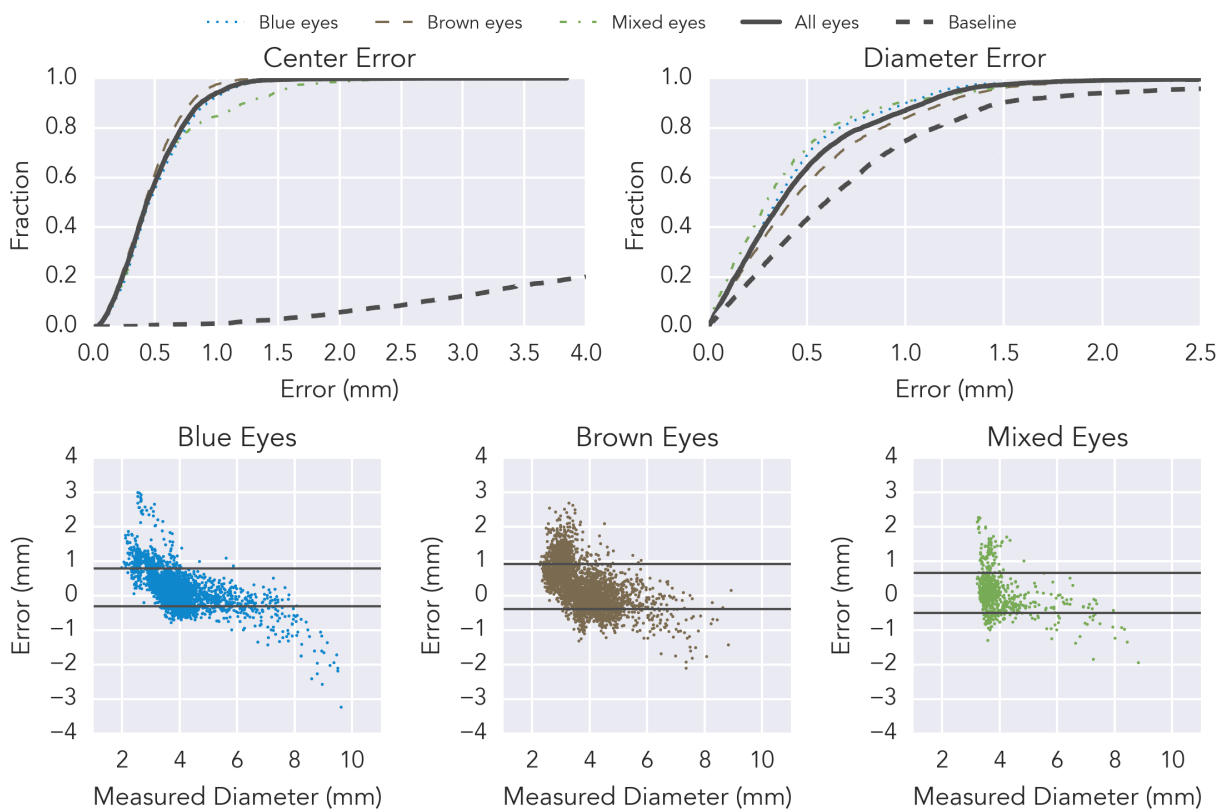 Blue eyes Brown eyes Mixed eyes All eyes Baseline
Center Error Diameter Error
1.0
0.8
0.6
0.4
0.2
0.0
Fraction
0.0 0.5 1.0 1.5 2.0 2.5 3.0 3.5 4.0
Error (mm)
1.0
0.8
0.6
0.4
0.2
0.0
Fraction
0.0 0.5 1.0 1.5 2.0 2.5
Error (mm)
Blue Eyes
4
3
2
1
0
−1
−2
−3
−4
Error (mm)
2 4 6 8 10
Measured Diameter (mm)
Brown Eyes
4
3
2
1
0
−1
−2
−3
−4
Error (mm)
2 4 6 8 10
Measured Diameter (mm)
Mixed Eyes
4
3
2
1
0
−1
−2
−3
−4
Error (mm)
2 4 6 8 10
Measured Diameter (mm)